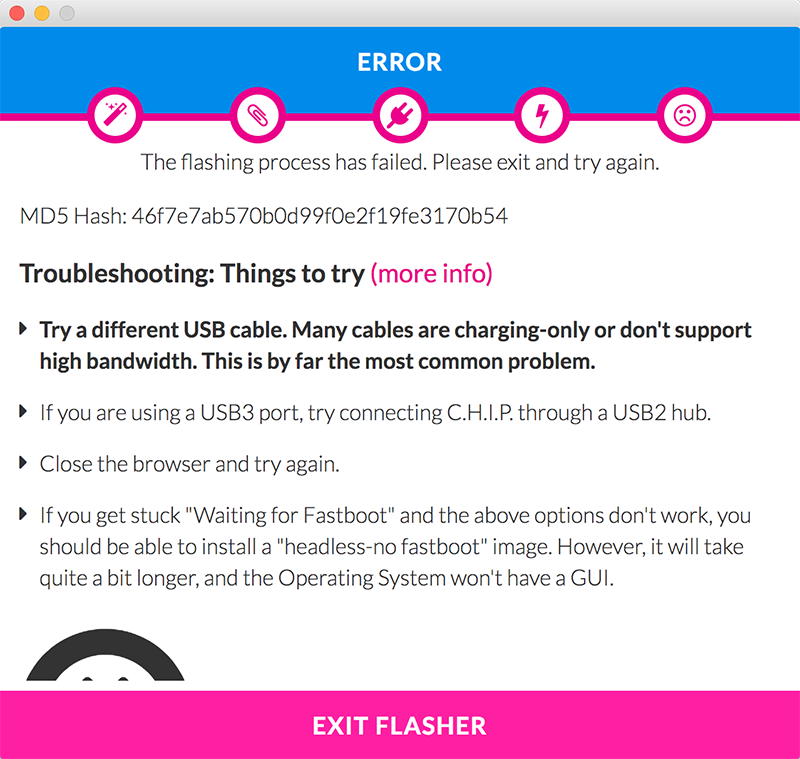 ERROR
The flashing process has failed. Please exit and try again.
MD5 Hash: 46f7e7ab570b0d99f0e2f19fe3170b54
Troubleshooting: Things to try (more info)
Try a different USB cable. Many cables are charging-only or don't support
high bandwidth. This is by far the most common problem.
If you are using a USB3 port, try connecting C.H.I.P. through a USB2 hub.
Close the browser and try again.
If you get stuck "Waiting for Fastboot" and the above options don't work, you
should be able to install a "headless-no fastboot" image. However, it will take
quite a bit longer, and the Operating System won't have a GUI.
EXIT FLASHER